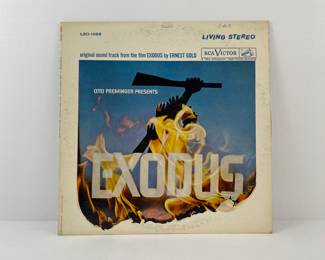 LSO-1058
LIVING STEREO
original sound track from the film EXODUS by ERNEST GOLD
RCA VICTOR
OTTO PREMINGER PRESENTS
EXODUS